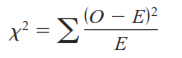 χ² = Σ (O − E)² / E